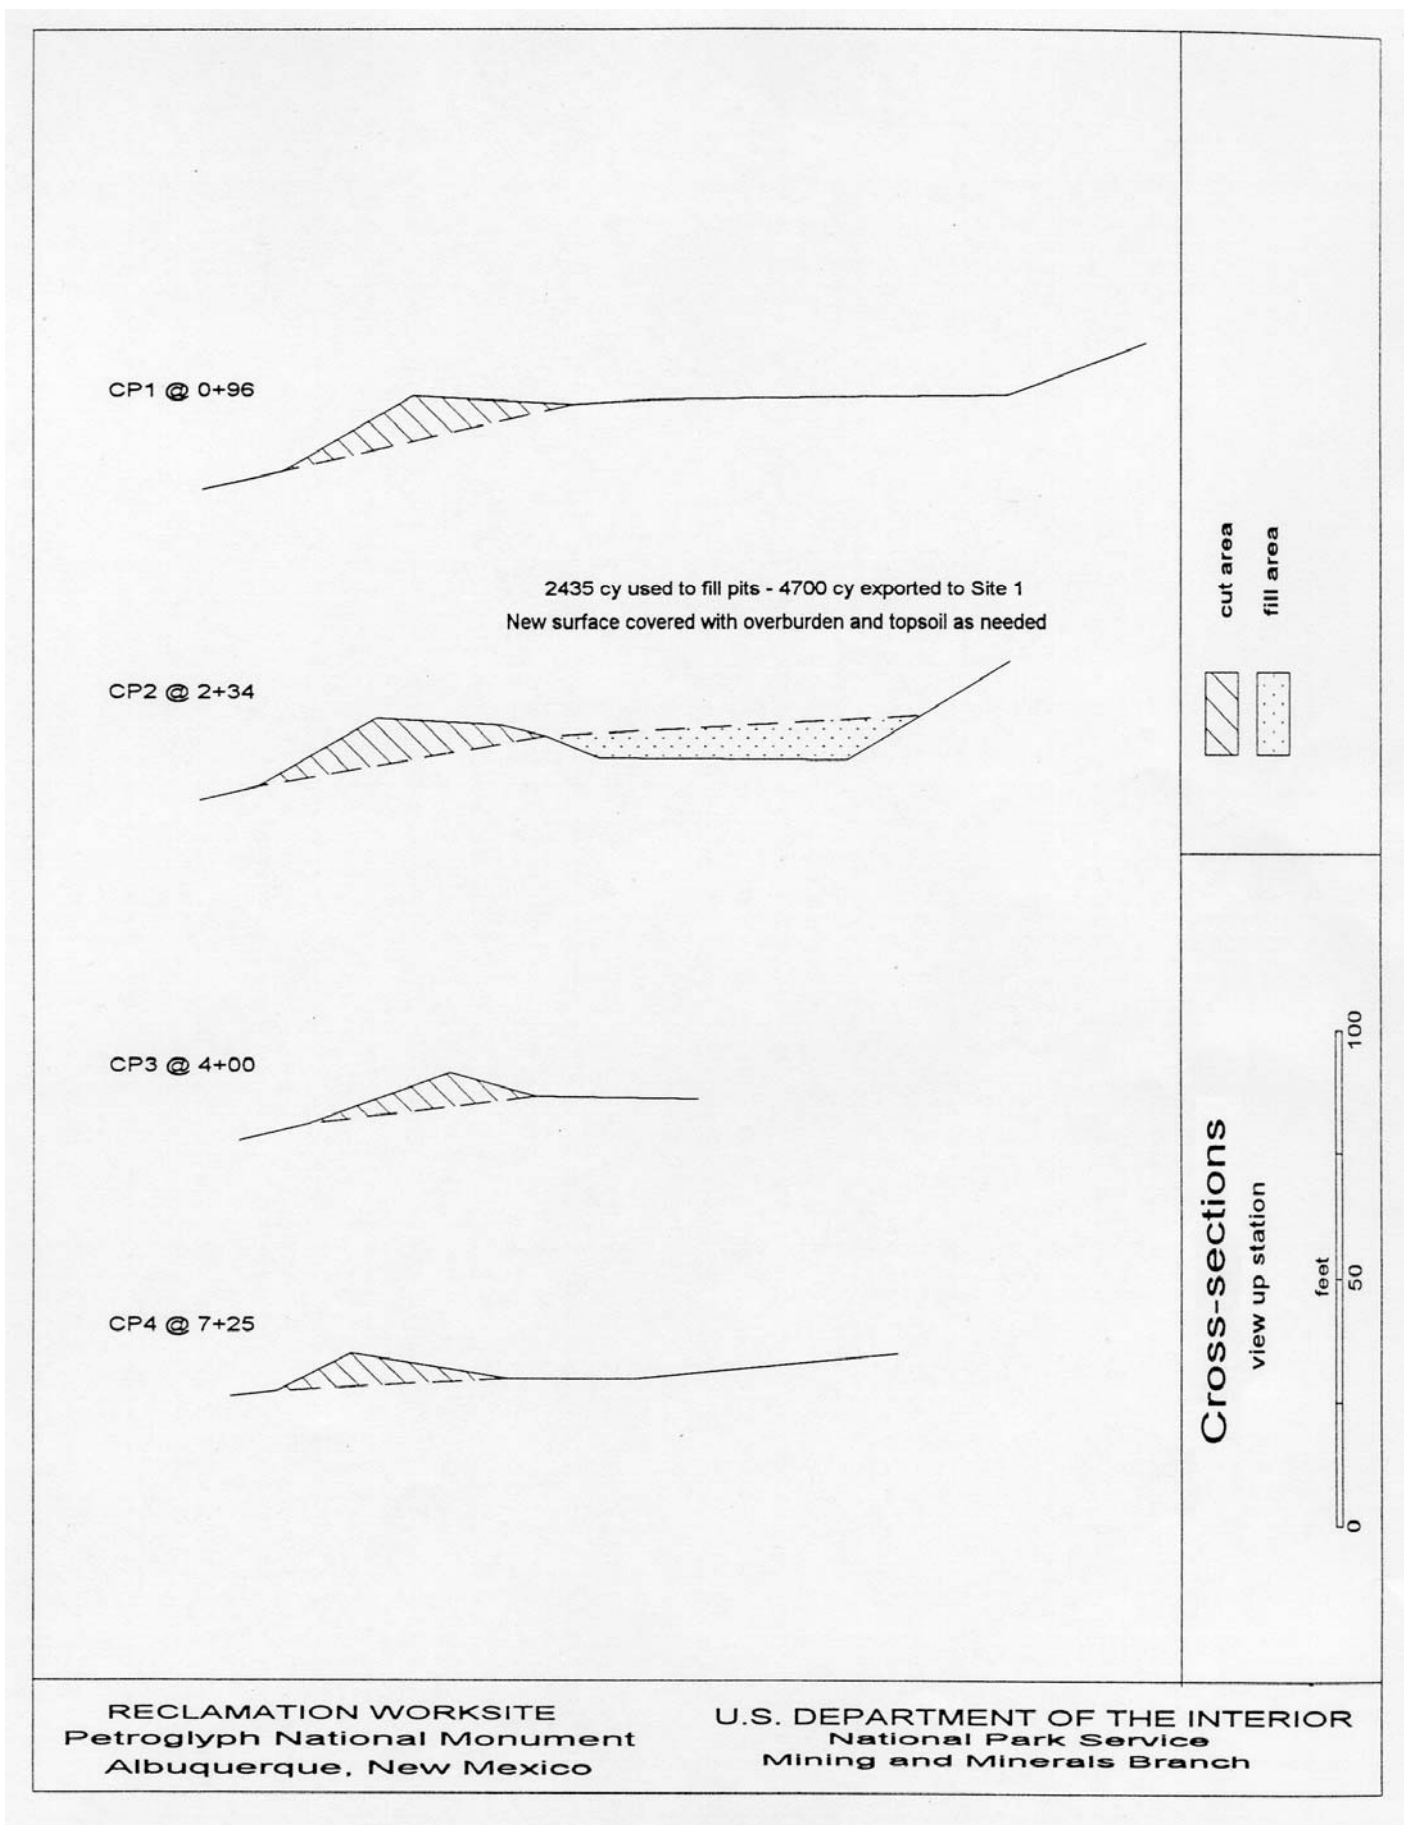 CP1 @ 0+96
2435 cy used to fill pits - 4700 cy exported to Site 1
New surface covered with overburden and topsoil as needed
CP2 @ 2+34
CP3 @ 4+00
CP4 @ 7+25
cut area
fill area
Cross-sections
view up station
feet
0
50
100
RECLAMATION WORKSITE
Petroglyph National Monument
Albuquerque, New Mexico
U.S. DEPARTMENT OF THE INTERIOR
National Park Service
Mining and Minerals Branch